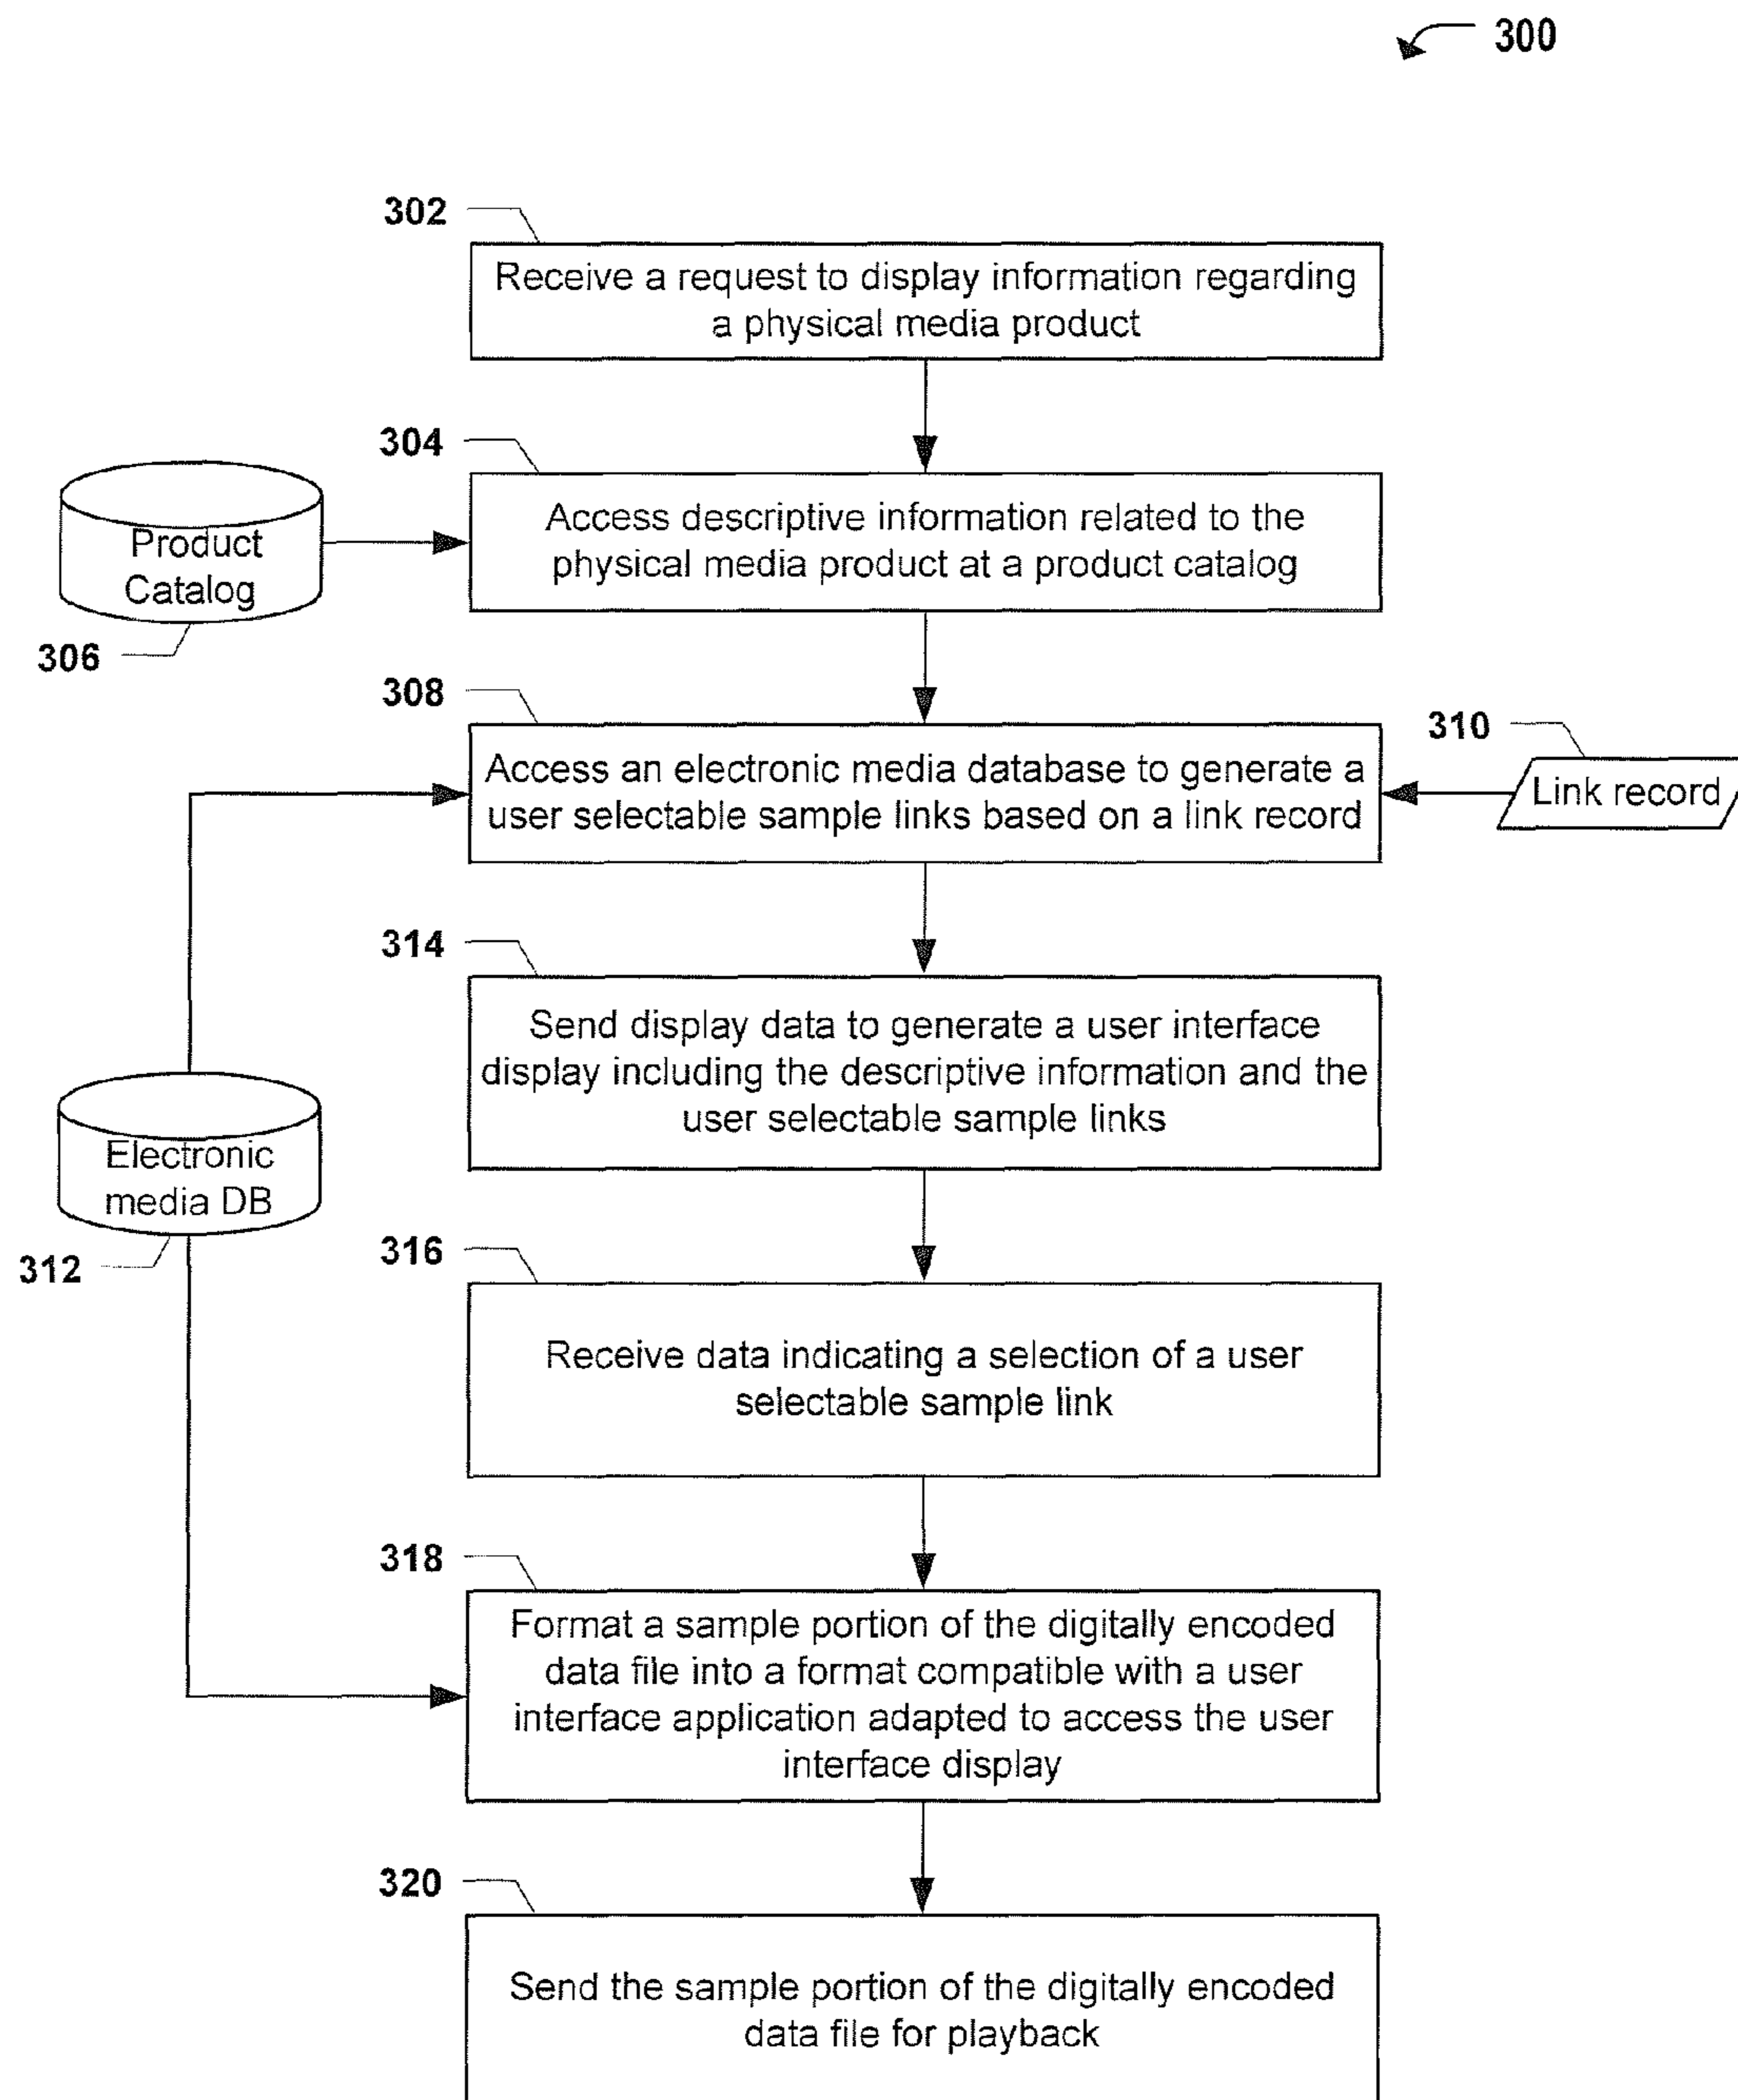 300
302
Receive a request to display information regarding
a physical media product
304
Access descriptive information related to the
physical media product at a product catalog
Product
Catalog
306
308
Access an electronic media database to generate a
user selectable sample links based on a link record
310
Link record
314
Send display data to generate a user interface
display including the descriptive information and the
user selectable sample links
Electronic
media DB
312
316
Receive data indicating a selection of a user
selectable sample link
318
Format a sample portion of the digitally encoded
data file into a format compatible with a user
interface application adapted to access the user
interface display
320
Send the sample portion of the digitally encoded
data file for playback